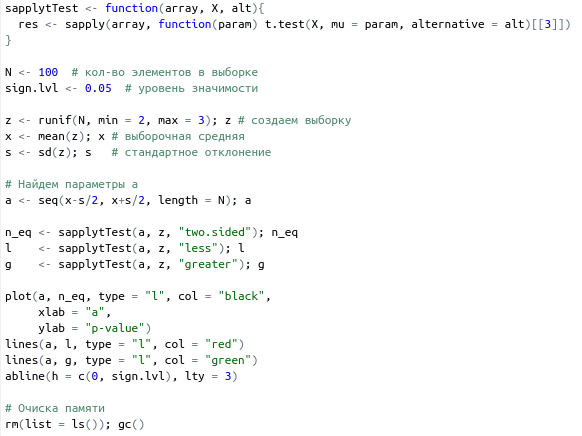 sapplytTest <- function(array, X, alt){
  res <- sapply(array, function(param) t.test(X, mu = param, alternative = alt)[[3]])
}
N <- 100  # кол-во элементов в выборке
sign.lvl <- 0.05  # уровень значимости
z <- runif(N, min = 2, max = 3); z # создаем выборку
x <- mean(z); x # выборочная средняя
s <- sd(z); s   # стандартное отклонение
# Найдем параметры a
a <- seq(x-s/2, x+s/2, length = N); a
n_eq <- sapplytTest(a, z, "two.sided"); n_eq
l    <- sapplytTest(a, z, "less"); l
g    <- sapplytTest(a, z, "greater"); g
plot(a, n_eq, type = "l", col = "black",
     xlab = "a",
     ylab = "p-value")
lines(a, l, type = "l", col = "red")
lines(a, g, type = "l", col = "green")
abline(h = c(0, sign.lvl), lty = 3)
# Очиска памяти
rm(list = ls()); gc()